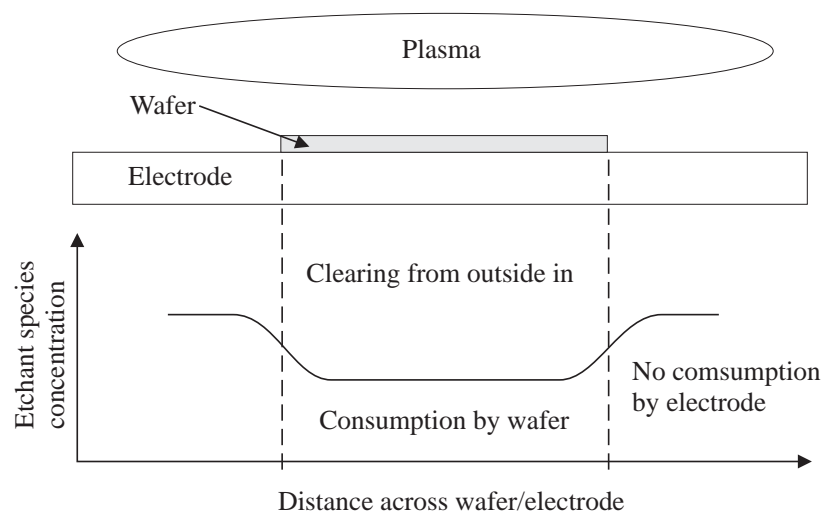 Plasma
Wafer
Electrode
Clearing from outside in
Etchant species
concentration
No comsumption
by electrode
Consumption by wafer
Distance across wafer/electrode